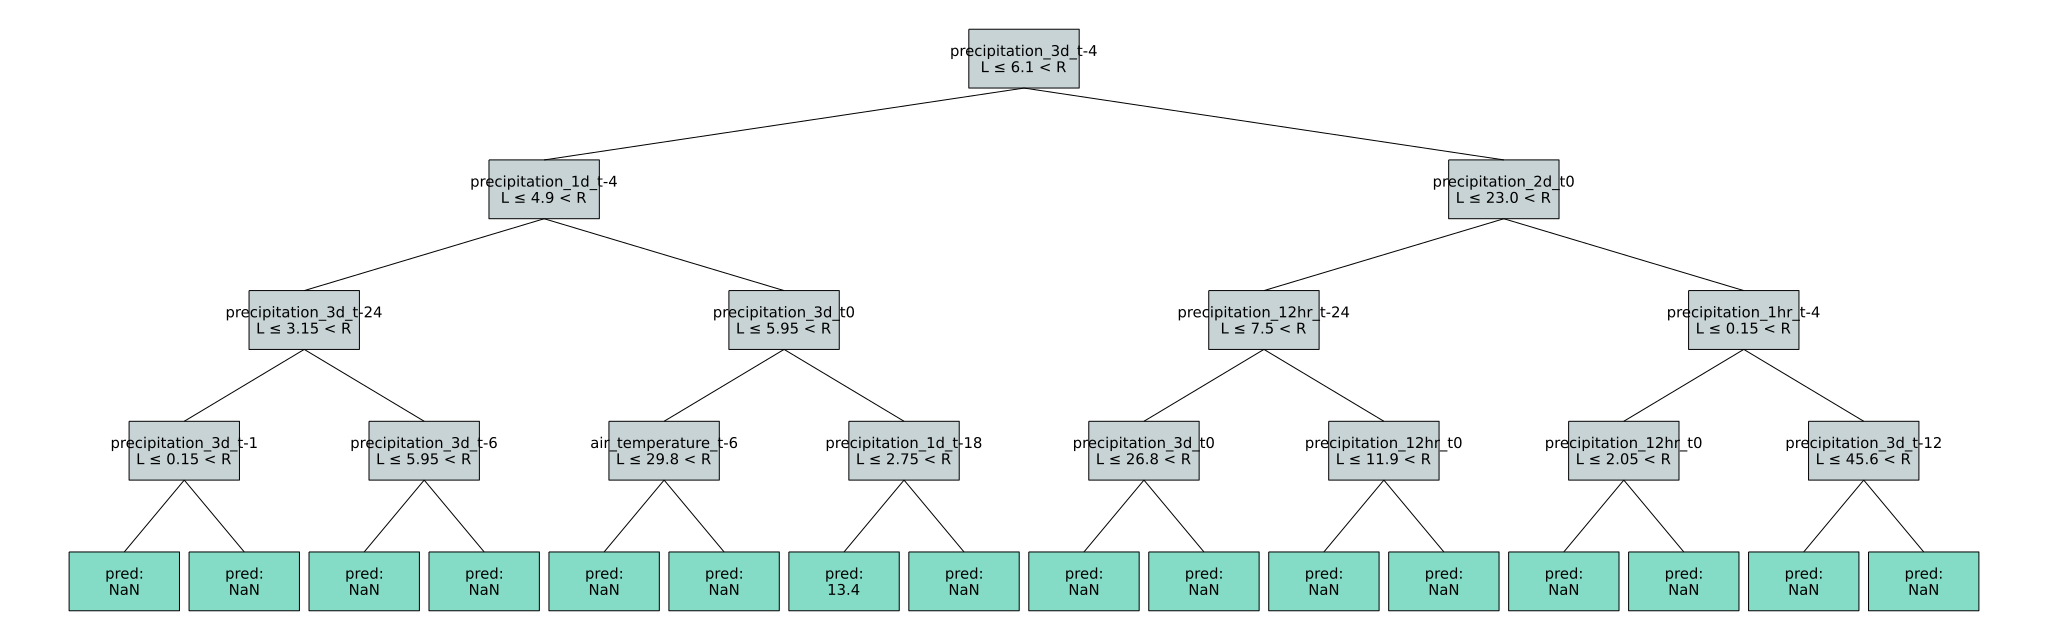 precipitation_3d_t-4
L ≤ 6.1 < R
precipitation_1d_t-4
L ≤ 4.9 < R
precipitation_2d_t0
L ≤ 23.0 < R
precipitation_3d_t-24
L ≤ 3.15 < R
precipitation_3d_t0
L ≤ 5.95 < R
precipitation_12hr_t-24
L ≤ 7.5 < R
precipitation_1hr_t-4
L ≤ 0.15 < R
precipitation_3d_t-1
L ≤ 0.15 < R
precipitation_3d_t-6
L ≤ 5.95 < R
air_temperature_t-6
L ≤ 29.8 < R
precipitation_1d_t-18
L ≤ 2.75 < R
precipitation_3d_t0
L ≤ 26.8 < R
precipitation_12hr_t0
L ≤ 11.9 < R
precipitation_12hr_t0
L ≤ 2.05 < R
precipitation_3d_t-12
L ≤ 45.6 < R
pred:
NaN
pred:
NaN
pred:
NaN
pred:
NaN
pred:
NaN
pred:
NaN
pred:
13.4
pred:
NaN
pred:
NaN
pred:
NaN
pred:
NaN
pred:
NaN
pred:
NaN
pred:
NaN
pred:
NaN
pred:
NaN